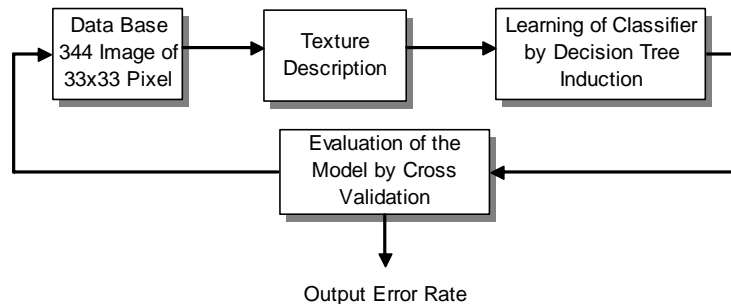 Data Base
344 Image of
33x33 Pixel
Texture
Description
Learning of Classifier
by Decision Tree
Induction
Evaluation of the
Model by Cross
Validation
Output Error Rate